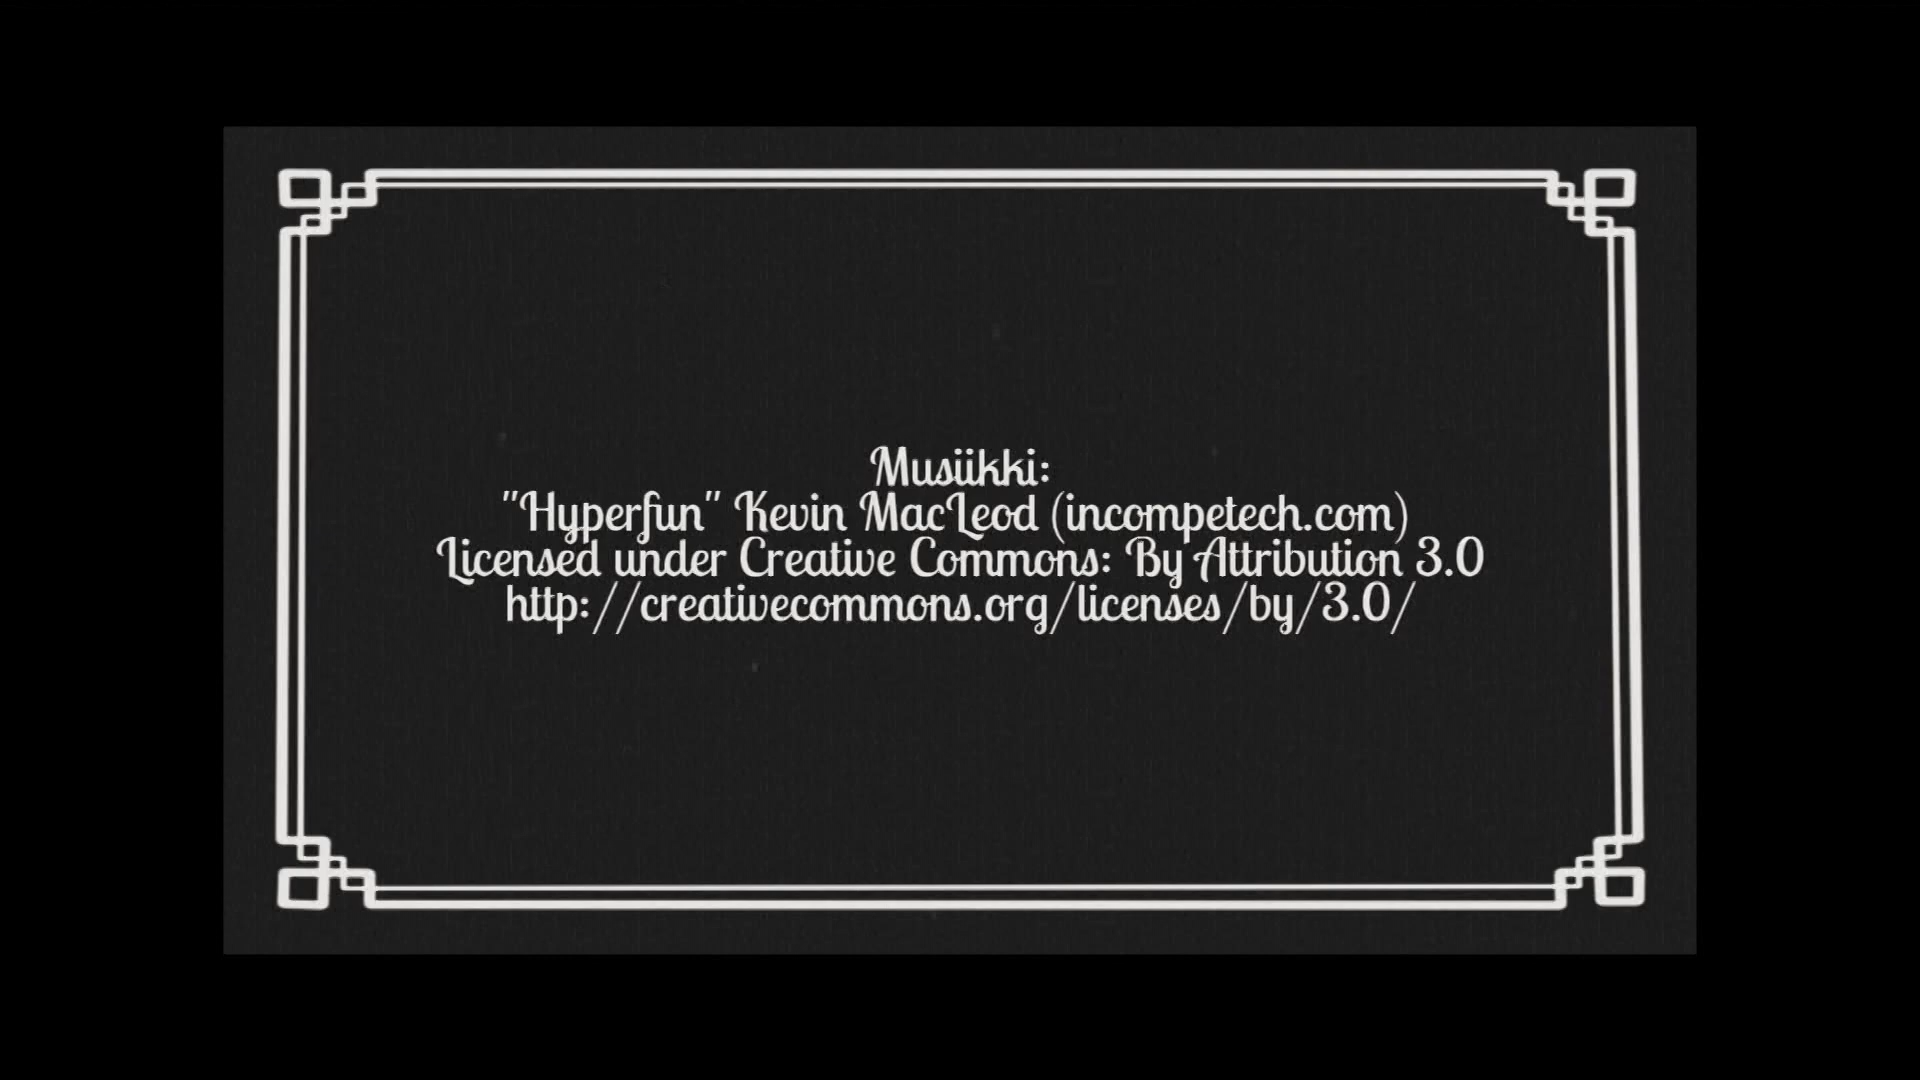 Musiikki:
"Hyperfun" Kevin MacLeod (incompetech.com)
Licensed under Creative Commons: By Attribution 3.0
http://creativecommons.org/licenses/by/3.0/